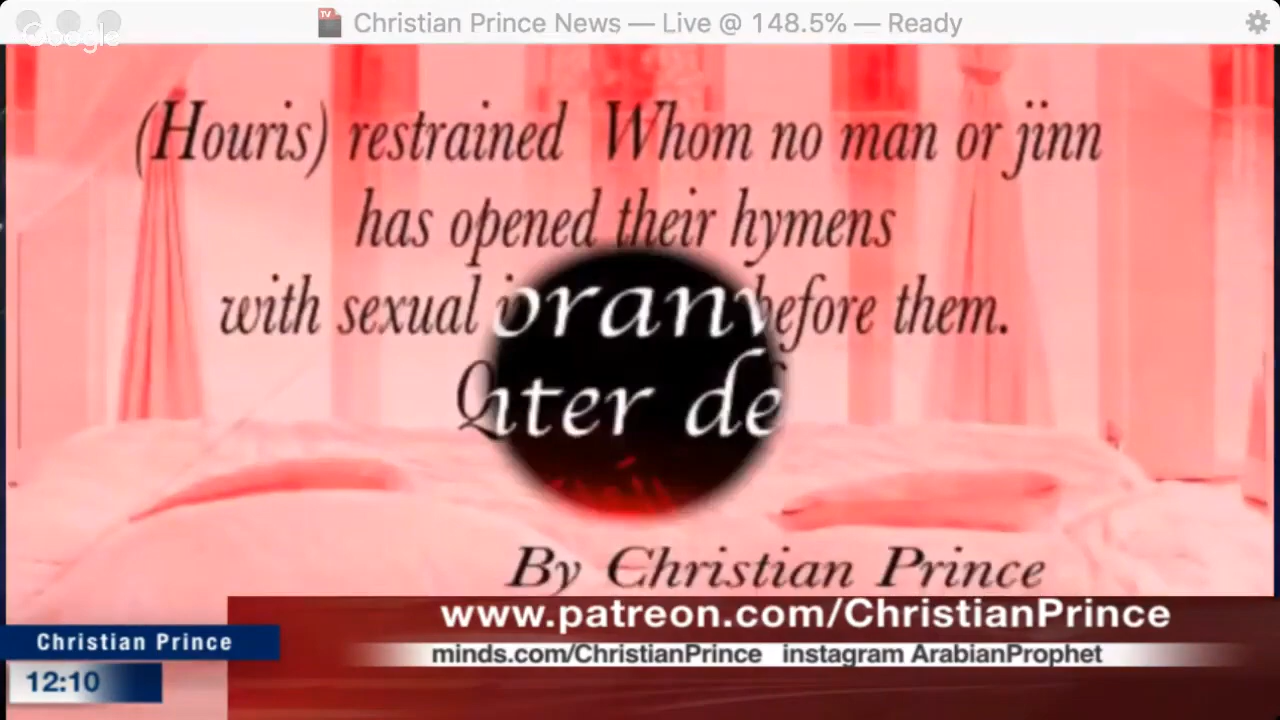 Christian Prince News — Live @ 148.5% — Ready
Google
(Houris) restrained Whom no man or jinn
has opened their hymens
with sexual before them.
By Christian Prince
www.patreon.com/ChristianPrince
Christian Prince
minds.com/ChristianPrince instagram ArabianProphet
12:10